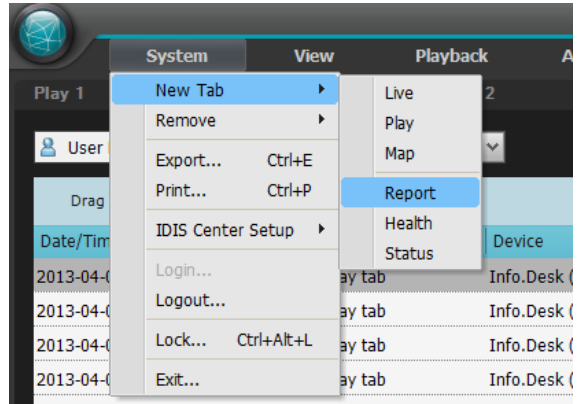 System View Playback A
Play 1 2
New Tab
Remove
Export... Ctrl+E
Print... Ctrl+P
IDIS Center Setup
Login...
Logout...
Lock... Ctrl+Alt+L
Exit...
Live
Play
Map
Report
Health
Status
User
Drag
Date/Tim Device
2013-04-0 ay tab Info.Desk (
2013-04-0 ay tab Info.Desk (
2013-04-0 ay tab Info.Desk (
2013-04-0 ay tab Info.Desk (